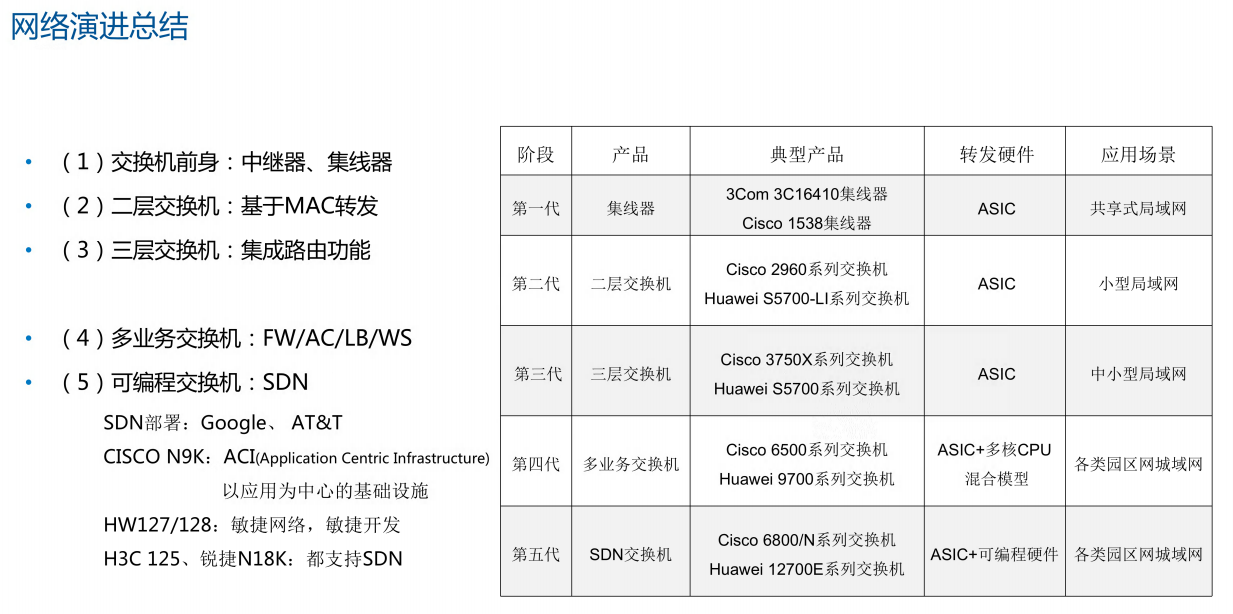 网络演进总结
• （1）交换机前身：中继器、集线器
• （2）二层交换机：基于MAC转发
• （3）三层交换机：集成路由功能
• （4）多业务交换机：FW/AC/LB/WS
• （5）可编程交换机：SDN
SDN部署：Google、 AT&T
CISCO N9K：ACI(Application Centric Infrastructure)
以应用为中心的基础设施
HW127/128：敏捷网络，敏捷开发
H3C 125、锐捷N18K：都支持SDN
阶段 产品 典型产品 转发硬件 应用场景
第一代 集线器 3Com 3C16410集线器 ASIC 共享式局域网
Cisco 1538集线器
第二代 二层交换机 Cisco 2960系列交换机 ASIC 小型局域网
Huawei S5700-LI系列交换机
第三代 三层交换机 Cisco 3750X系列交换机 ASIC 中小型局域网
Huawei S5700系列交换机
第四代 多业务交换机 Cisco 6500系列交换机 ASIC+多核CPU 各类园区网城域网
Huawei 9700系列交换机 混合模型
第五代 SDN交换机 Cisco 6800/N系列交换机 ASIC+可编程硬件 各类园区网城域网
Huawei 12700E系列交换机